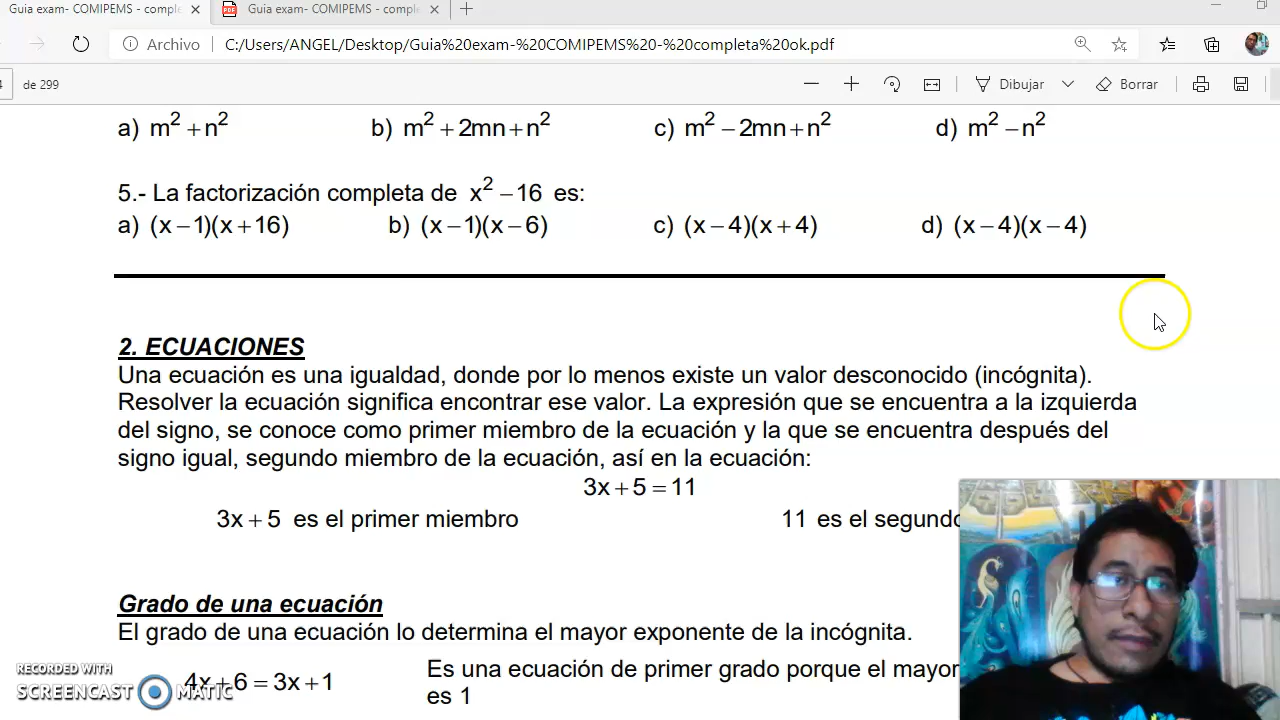 Guia exam- COMIPEMS - comple
Guia exam- COMIPEMS - comple
Archivo
C:/Users/ANGEL/Desktop/Guia%20exam-%20COMIPEMS%20-%20completa%20ok.pdf
de 299
Dibujar
Borrar
a) m² + n² b) m² + 2mn + n² c) m² − 2mn + n² d) m² − n²
5.- La factorización completa de x² − 16 es:
a) (x − 1)(x + 16) b) (x − 1)(x − 6) c) (x − 4)(x + 4) d) (x − 4)(x − 4)
2. ECUACIONES
Una ecuación es una igualdad, donde por lo menos existe un valor desconocido (incógnita).
Resolver la ecuación significa encontrar ese valor. La expresión que se encuentra a la izquierda
del signo, se conoce como primer miembro de la ecuación y la que se encuentra después del
signo igual, segundo miembro de la ecuación, así en la ecuación:
3x + 5 = 11
3x + 5 es el primer miembro 11 es el segundo
Grado de una ecuación
El grado de una ecuación lo determina el mayor exponente de la incógnita.
4x + 6 = 3x + 1
Es una ecuación de primer grado porque el mayor
es 1
RECORDED WITH
SCREENCAST MATIC